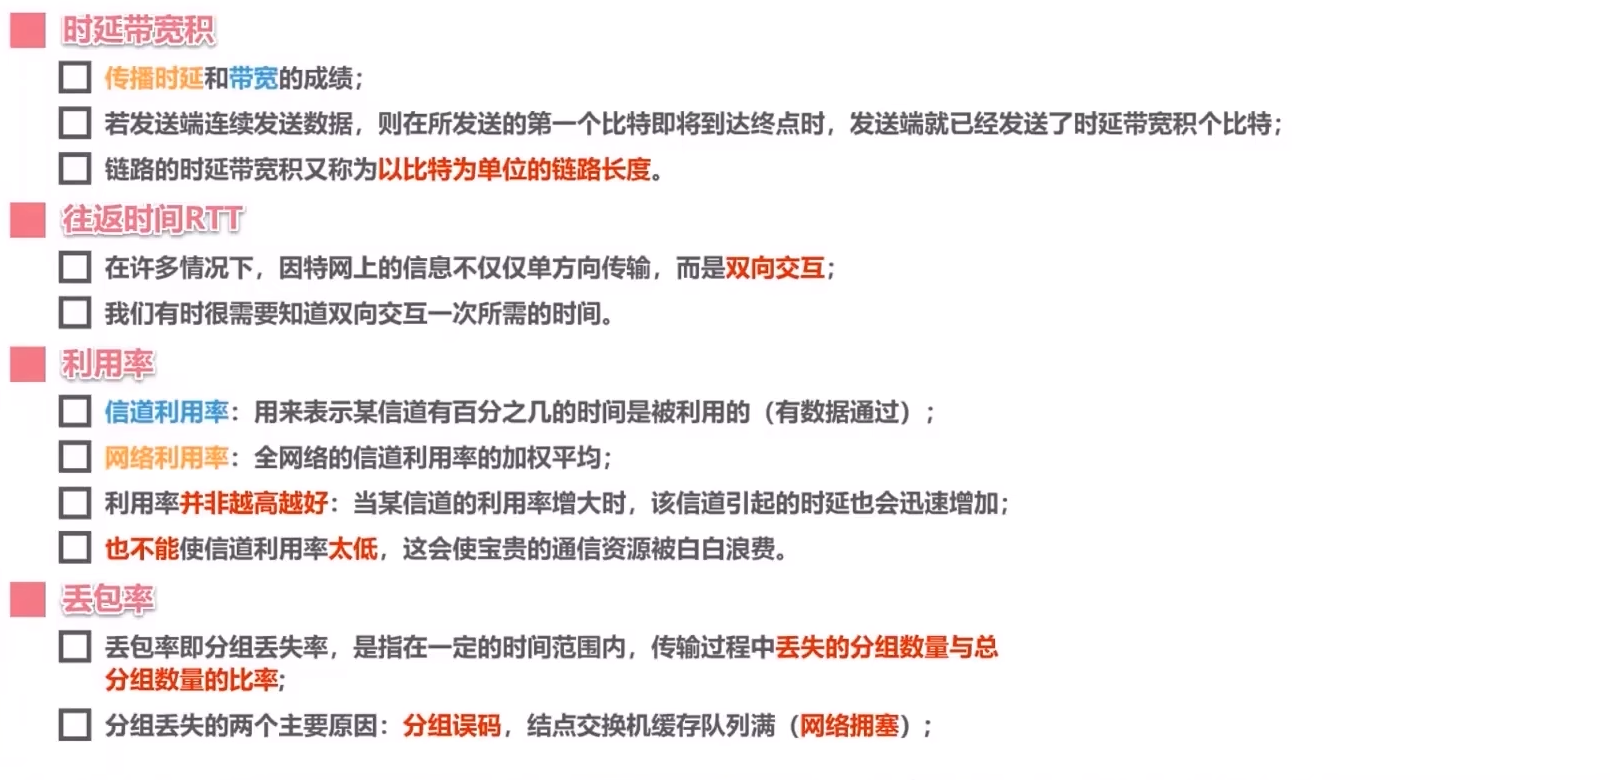 时延带宽积
传播时延和带宽的成绩；
若发送端连续发送数据，则在所发送的第一个比特即将到达终点时，发送端就已经发送了时延带宽积个比特；
链路的时延带宽积又称为以比特为单位的链路长度。
往返时间RTT
在许多情况下，因特网上的信息不仅仅单方向传输，而是双向交互；
我们有时很需要知道双向交互一次所需的时间。
利用率
信道利用率：用来表示某信道有百分之几的时间是被利用的（有数据通过）；
网络利用率：全网络的信道利用率的加权平均；
利用率并非越高越好：当某信道的利用率增大时，该信道引起的时延也会迅速增加；
也不能使信道利用率太低，这会使宝贵的通信资源被白白浪费。
丢包率
丢包率即分组丢失率，是指在一定的时间范围内，传输过程中丢失的分组数量与总
分组数量的比率;
分组丢失的两个主要原因：分组误码，结点交换机缓存队列满（网络拥塞）；